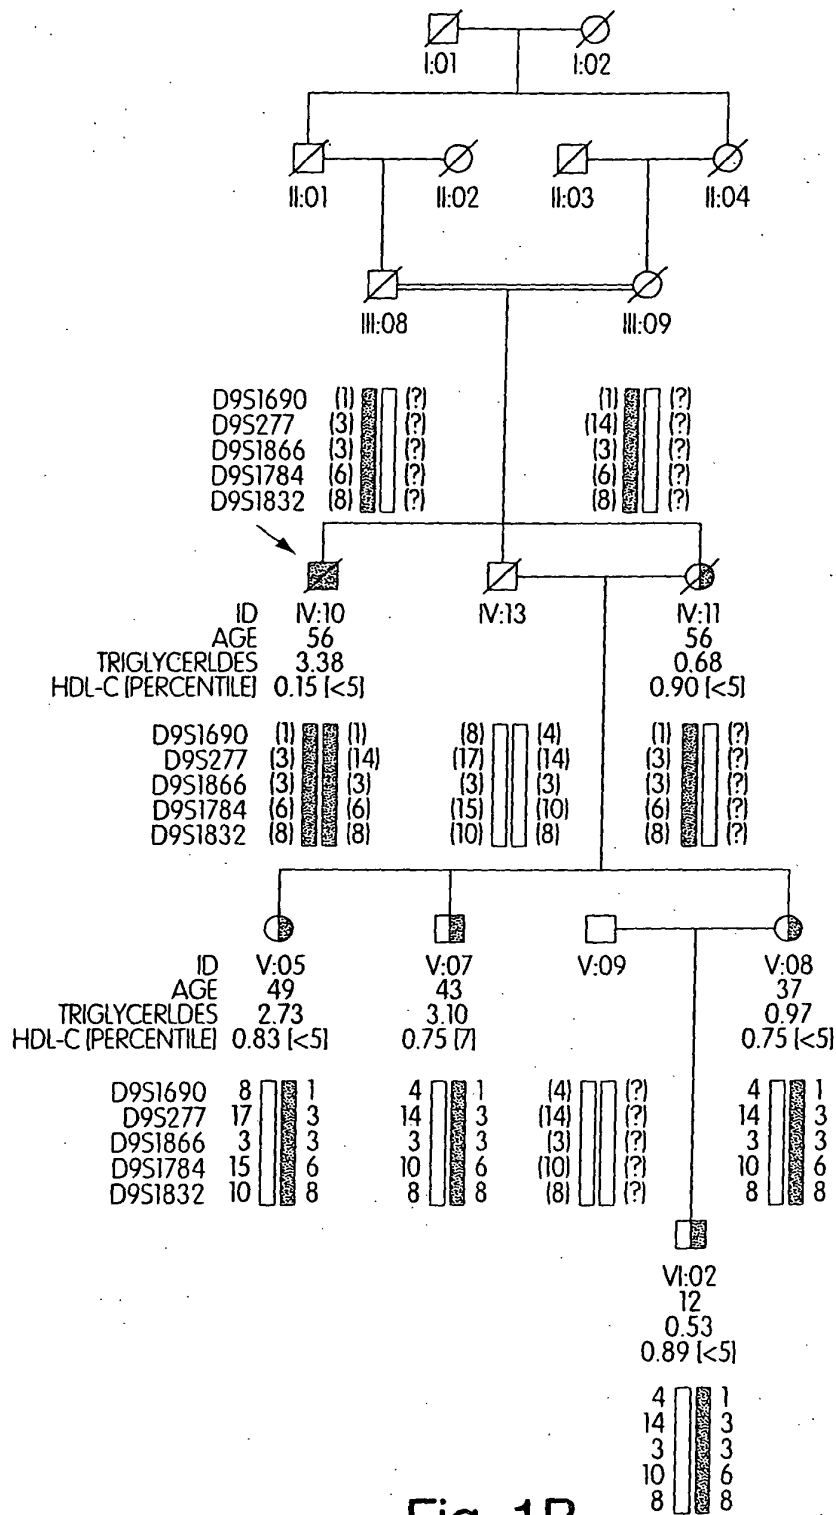 I:01 I:02
II:01 II:02 II:03 II:04
III:08 III:09
D9S1690 (1) (?) (1) (?)
D9S277 (3) (?) (14) (?)
D9S1866 (3) (?) (3) (?)
D9S1784 (6) (?) (6) (?)
D9S1832 (8) (?) (8) (?)
ID IV:10 IV:13 IV:11
AGE 56 56
TRIGLYCERLDES 3.38 0.68
HDL-C (PERCENTILE) 0.15 (<5) 0.90 (<5)
D9S1690 (1) (1) (8) (4) (1) (?)
D9S277 (3) (14) (17) (14) (3) (?)
D9S1866 (3) (3) (3) (3) (3) (?)
D9S1784 (6) (6) (15) (10) (6) (?)
D9S1832 (8) (8) (10) (8) (8) (?)
ID V:05 V:07 V:09 V:08
AGE 49 43 37
TRIGLYCERLDES 2.73 3.10 0.97
HDL-C (PERCENTILE) 0.83 (<5) 0.75 (7) 0.75 (<5)
D9S1690 8 1 4 1 (4) (?) 4 1
D9S277 17 3 14 3 (14) (?) 14 3
D9S1866 3 3 3 3 (3) (?) 3 3
D9S1784 15 6 10 6 (10) (?) 10 6
D9S1832 10 8 8 8 (8) (?) 8 8
VI:02
12
0.53
0.89 (<5)
4 1
14 3
3 3
10 6
8 8
Fig. 1B